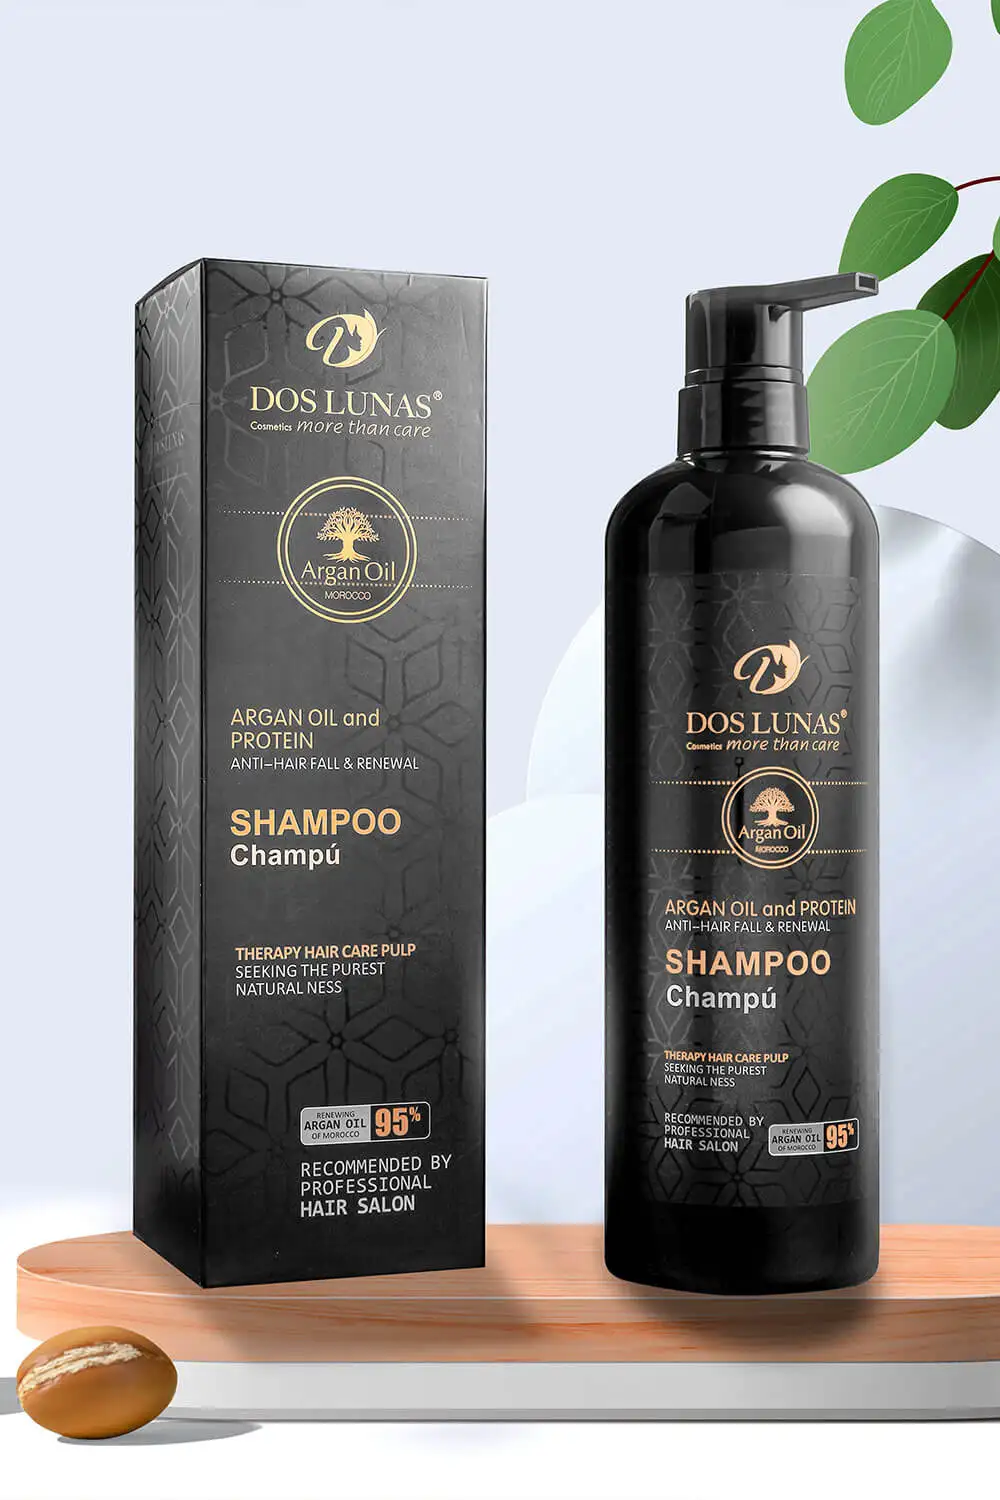 DOS LUNAS®
Cosmetics more than care
Argan Oil
MOROCCO
ARGAN OIL and
PROTEIN
ANTI-HAIR FALL & RENEWAL
SHAMPOO
Champú
THERAPY HAIR CARE PULP
SEEKING THE PUREST
NATURAL NESS
RENEWING
ARGAN OIL
OF MOROCCO
95%
RECOMMENDED BY
PROFESSIONAL
HAIR SALON
DOS LUNAS
DOS LUNAS®
Cosmetics more than care
Argan Oil
MOROCCO
ARGAN OIL and PROTEIN
ANTI-HAIR FALL & RENEWAL
SHAMPOO
Champú
THERAPY HAIR CARE PULP
SEEKING THE PUREST
NATURAL NESS
RECOMMENDED BY
PROFESSIONAL
HAIR SALON
RENEWING
ARGAN OIL
OF MOROCCO
95%